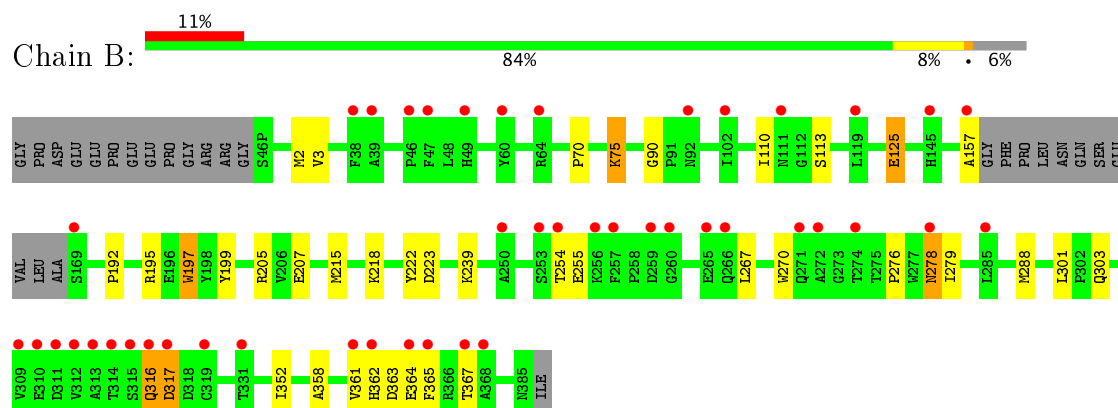 11%
Chain B:
84% 8% • 6%
GLY PRO ASP GLU GLU PRO GLU GLU PRO GLY ARG ARG GLY S46P M2 V3 F38 A39 P46 F47 L48 H49 Y60 R64 P70 K75 G90 P91 N92 I102 I110 N111 G112 S113 L119 E125 H145 A157 GLY PHE PRO LEU ASN GLN SER GLU
VAL LEU ALA S169 P192 R195 E196 W197 Y198 Y199 R205 V206 E207 M215 K218 Y222 D223 K239 A250 S253 T254 E255 K256 F257 P258 D259 G260 E265 Q266 L267 W270 Q271 A272 G273 T274 T275 P276 W277 N278 I279 L285 M288 L301 P302 Q303
V309 E310 D311 V312 A313 T314 S315 Q316 D317 D318 C319 T331 I352 A358 V361 H362 D363 E364 F365 R366 T367 A368 N385 ILE